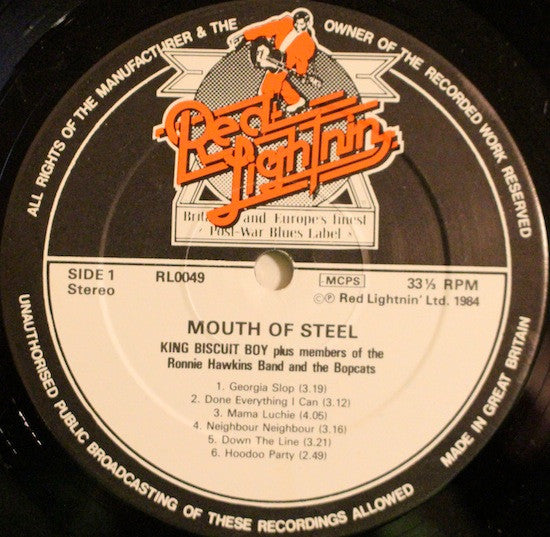 ALL RIGHTS OF THE MANUFACTURER & THE OWNER OF THE RECORDED WORK RESERVED
Red
Lightnin'
Britain's and Europe's finest
Post-War Blues Label
SIDE 1
Stereo
RL0049
MCPS
33⅓ RPM
©℗ Red Lightnin' Ltd. 1984
MOUTH OF STEEL
KING BISCUIT BOY plus members of the
Ronnie Hawkins Band and the Bopcats
1. Georgia Slop (3.19)
2. Done Everything I Can (3.12)
3. Mama Luchie (4.05)
4. Neighbour Neighbour (3.16)
5. Down The Line (3.21)
6. Hoodoo Party (2.49)
UNAUTHORISED PUBLIC BROADCASTING OF THESE RECORDINGS ALLOWED
MADE IN GREAT BRITAIN